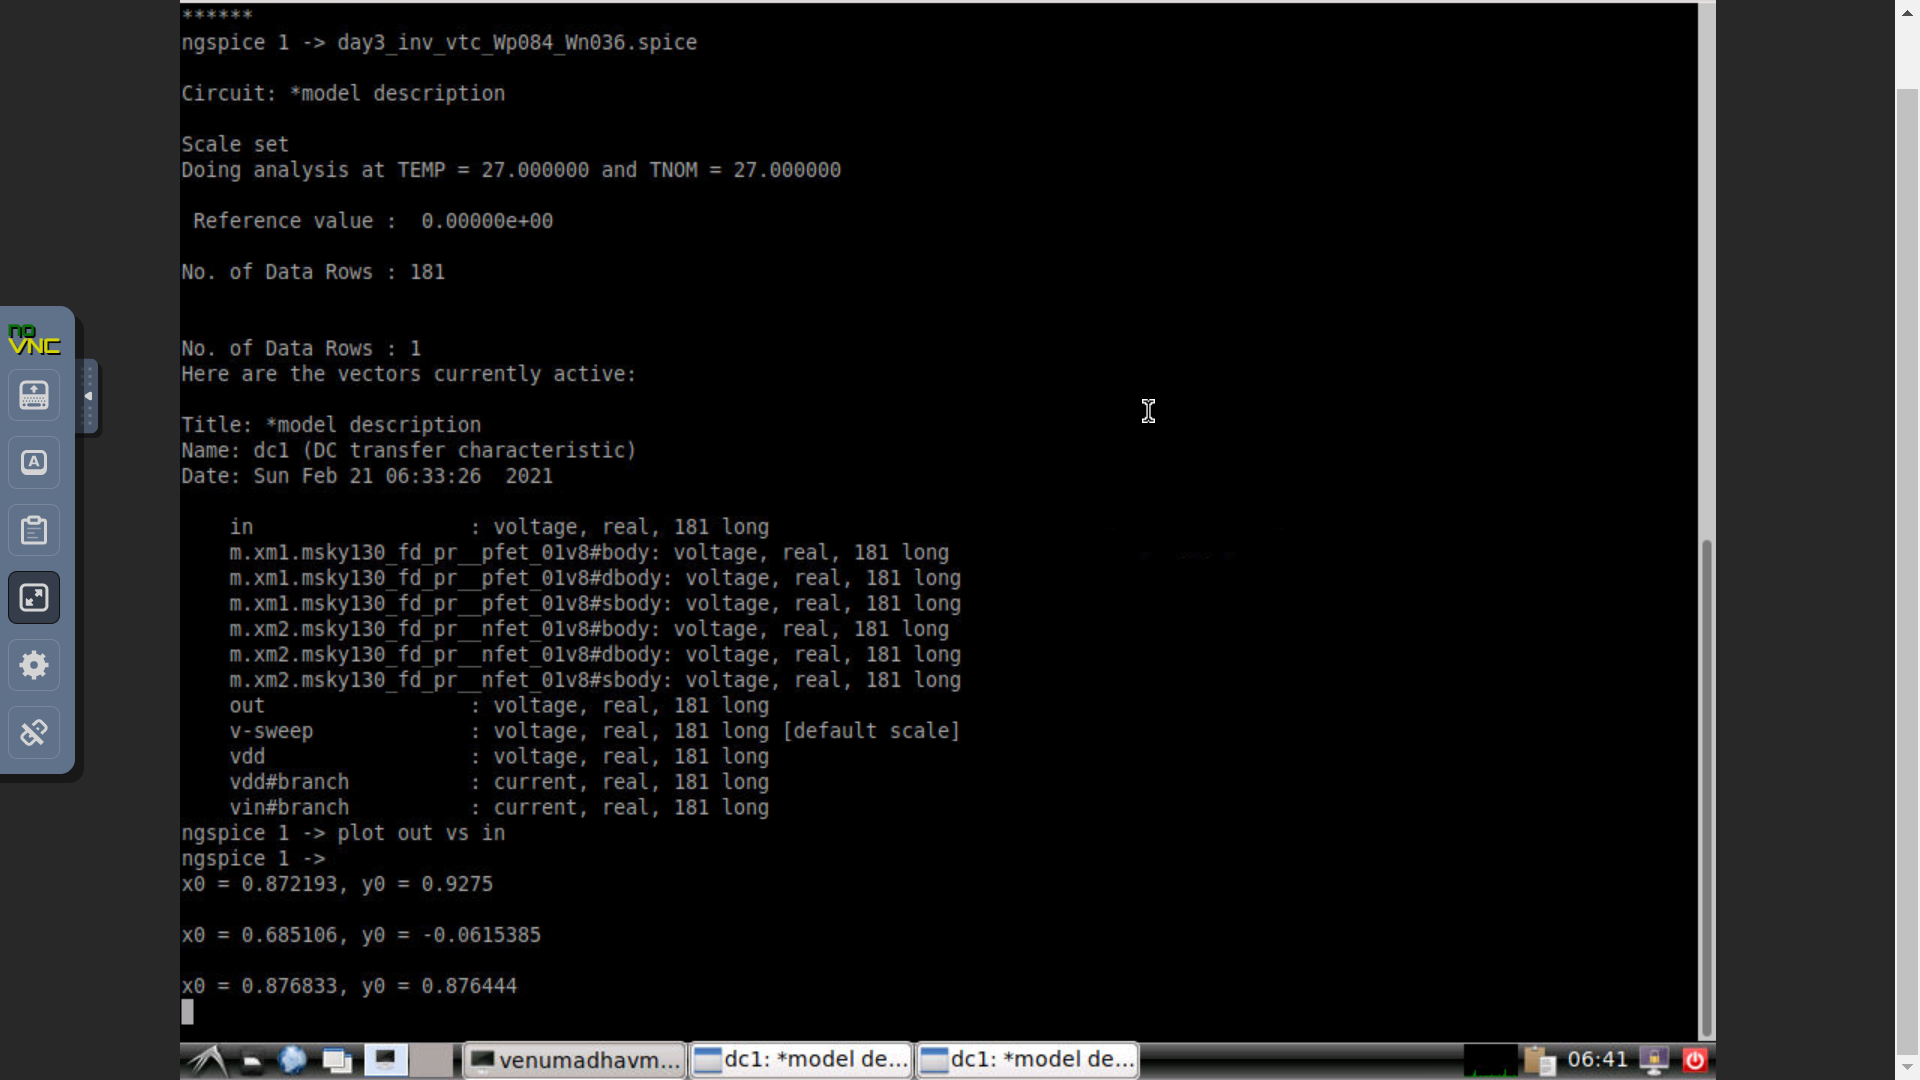 ******
ngspice 1 -> day3_inv_vtc_Wp084_Wn036.spice
Circuit: *model description
Scale set
Doing analysis at TEMP = 27.000000 and TNOM = 27.000000
Reference value :  0.00000e+00
No. of Data Rows : 181
No. of Data Rows : 1
Here are the vectors currently active:
Title: *model description
Name: dc1 (DC transfer characteristic)
Date: Sun Feb 21 06:33:26  2021
in                  : voltage, real, 181 long
m.xm1.msky130_fd_pr__pfet_01v8#body: voltage, real, 181 long
m.xm1.msky130_fd_pr__pfet_01v8#dbody: voltage, real, 181 long
m.xm1.msky130_fd_pr__pfet_01v8#sbody: voltage, real, 181 long
m.xm2.msky130_fd_pr__nfet_01v8#body: voltage, real, 181 long
m.xm2.msky130_fd_pr__nfet_01v8#dbody: voltage, real, 181 long
m.xm2.msky130_fd_pr__nfet_01v8#sbody: voltage, real, 181 long
out                 : voltage, real, 181 long
v-sweep             : voltage, real, 181 long [default scale]
vdd                 : voltage, real, 181 long
vdd#branch          : current, real, 181 long
vin#branch          : current, real, 181 long
ngspice 1 -> plot out vs in
ngspice 1 ->
x0 = 0.872193, y0 = 0.9275
x0 = 0.685106, y0 = -0.0615385
x0 = 0.876833, y0 = 0.876444
no
VNC
A
venumadhavm...
dc1: *model de...
dc1: *model de...
06:41